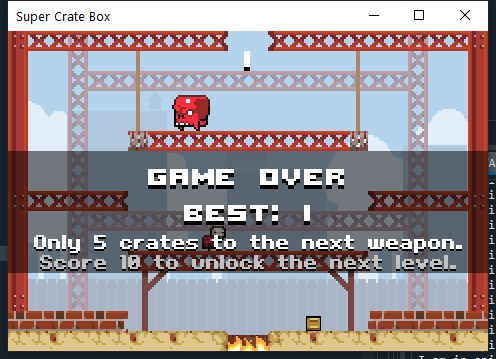 Super Crate Box
1
GAME OVER
BEST: 1
Only 5 crates to the next weapon.
Score 10 to unlock the next level.